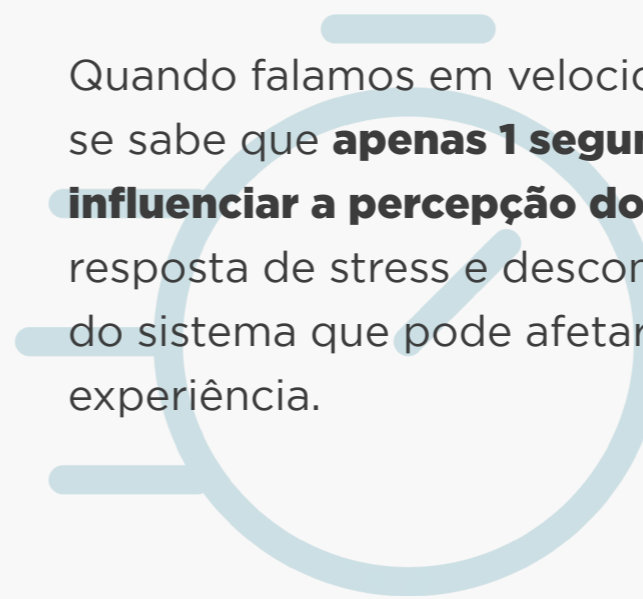 Quando falamos em veloci
se sabe que apenas 1 segu
influenciar a percepção do
resposta de stress e descon
do sistema que pode afetar
experiência.